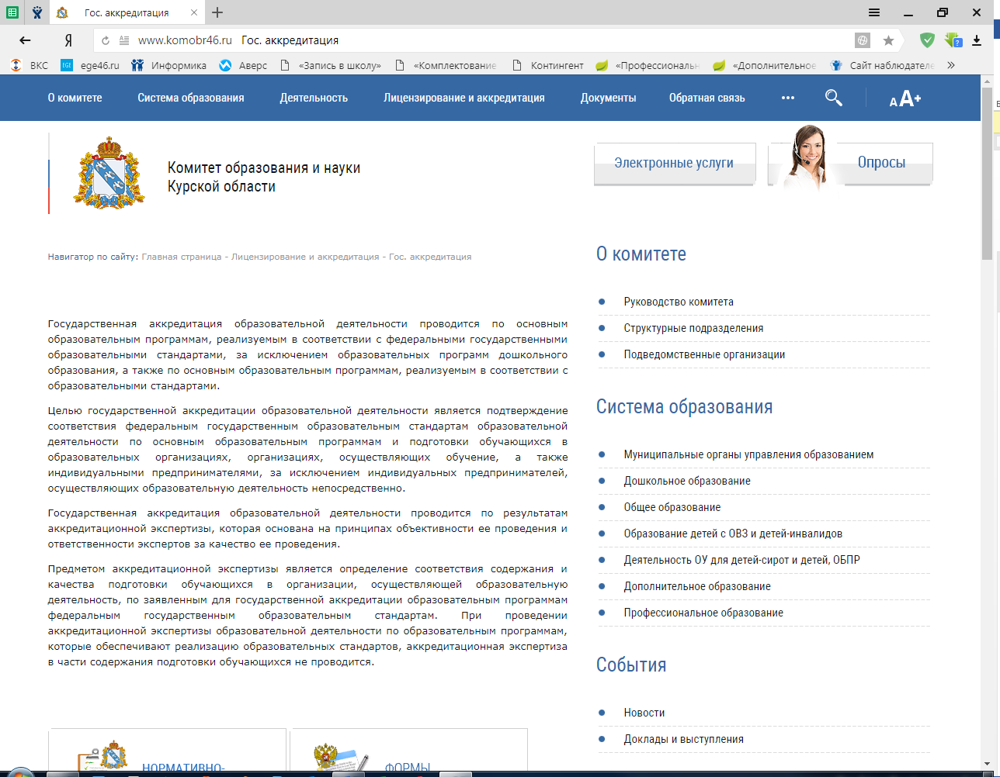 Гос. аккредитация
Я www.komobr46.ru Гос. аккредитация
ВКС ege46.ru Информика Аверс «Запись в школу» «Комплектование Контингент «Профессиональн «Дополнительное Сайт наблюдателе
О комитете Система образования Деятельность Лицензирование и аккредитация Документы Обратная связь ••• A A+
Комитет образования и науки
Курской области
Электронные услуги Опросы
Навигатор по сайту: Главная страница - Лицензирование и аккредитация - Гос. аккредитация
Государственная аккредитация образовательной деятельности проводится по основным
образовательным программам, реализуемым в соответствии с федеральными государственными
образовательными стандартами, за исключением образовательных программ дошкольного
образования, а также по основным образовательным программам, реализуемым в соответствии с
образовательными стандартами.
Целью государственной аккредитации образовательной деятельности является подтверждение
соответствия федеральным государственным образовательным стандартам образовательной
деятельности по основным образовательным программам и подготовки обучающихся в
образовательных организациях, организациях, осуществляющих обучение, а также
индивидуальными предпринимателями, за исключением индивидуальных предпринимателей,
осуществляющих образовательную деятельность непосредственно.
Государственная аккредитация образовательной деятельности проводится по результатам
аккредитационной экспертизы, которая основана на принципах объективности ее проведения и
ответственности экспертов за качество ее проведения.
Предметом аккредитационной экспертизы является определение соответствия содержания и
качества подготовки обучающихся в организации, осуществляющей образовательную
деятельность, по заявленным для государственной аккредитации образовательным программам
федеральным государственным образовательным стандартам. При проведении
аккредитационной экспертизы образовательной деятельности по образовательным программам,
которые обеспечивают реализацию образовательных стандартов, аккредитационная экспертиза
в части содержания подготовки обучающихся не проводится.
НОРМАТИВНО-
ФОРМЫ
О комитете
Руководство комитета
Структурные подразделения
Подведомственные организации
Система образования
Муниципальные органы управления образованием
Дошкольное образование
Общее образование
Образование детей с ОВЗ и детей-инвалидов
Деятельность ОУ для детей-сирот и детей, ОБПР
Дополнительное образование
Профессиональное образование
События
Новости
Доклады и выступления